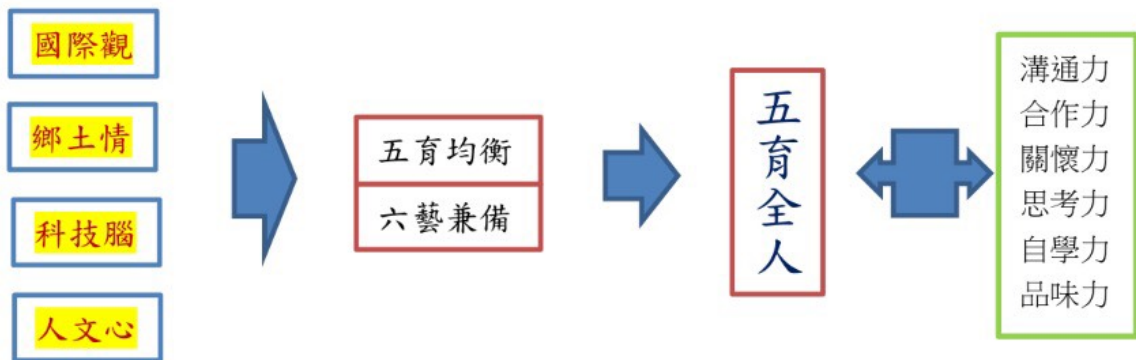 國際觀
鄉土情
科技腦
人文心
五育均衡
六藝兼備
五育全人
溝通力
合作力
關懷力
思考力
自學力
品味力